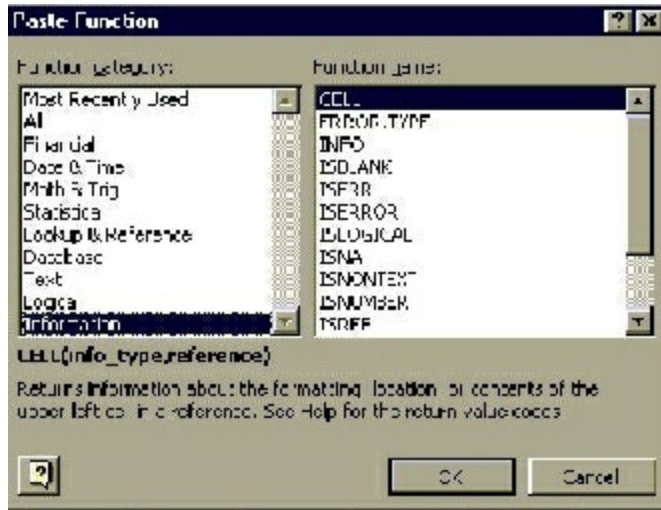 Paste Function
? X
Function category:
Function name:
Most Recently Used
All
Financial
Date & Time
Math & Trig
Statistical
Lookup & Reference
Database
Text
Logical
Information
CELL
ERROR.TYPE
INFO
ISBLANK
ISERR
ISERROR
ISLOGICAL
ISNA
ISNONTEXT
ISNUMBER
ISREF
CELL(info_type,reference)
Returns information about the formatting, location, or contents of the
upper left cell in a reference. See Help for the return value codes.
?
OK
Cancel